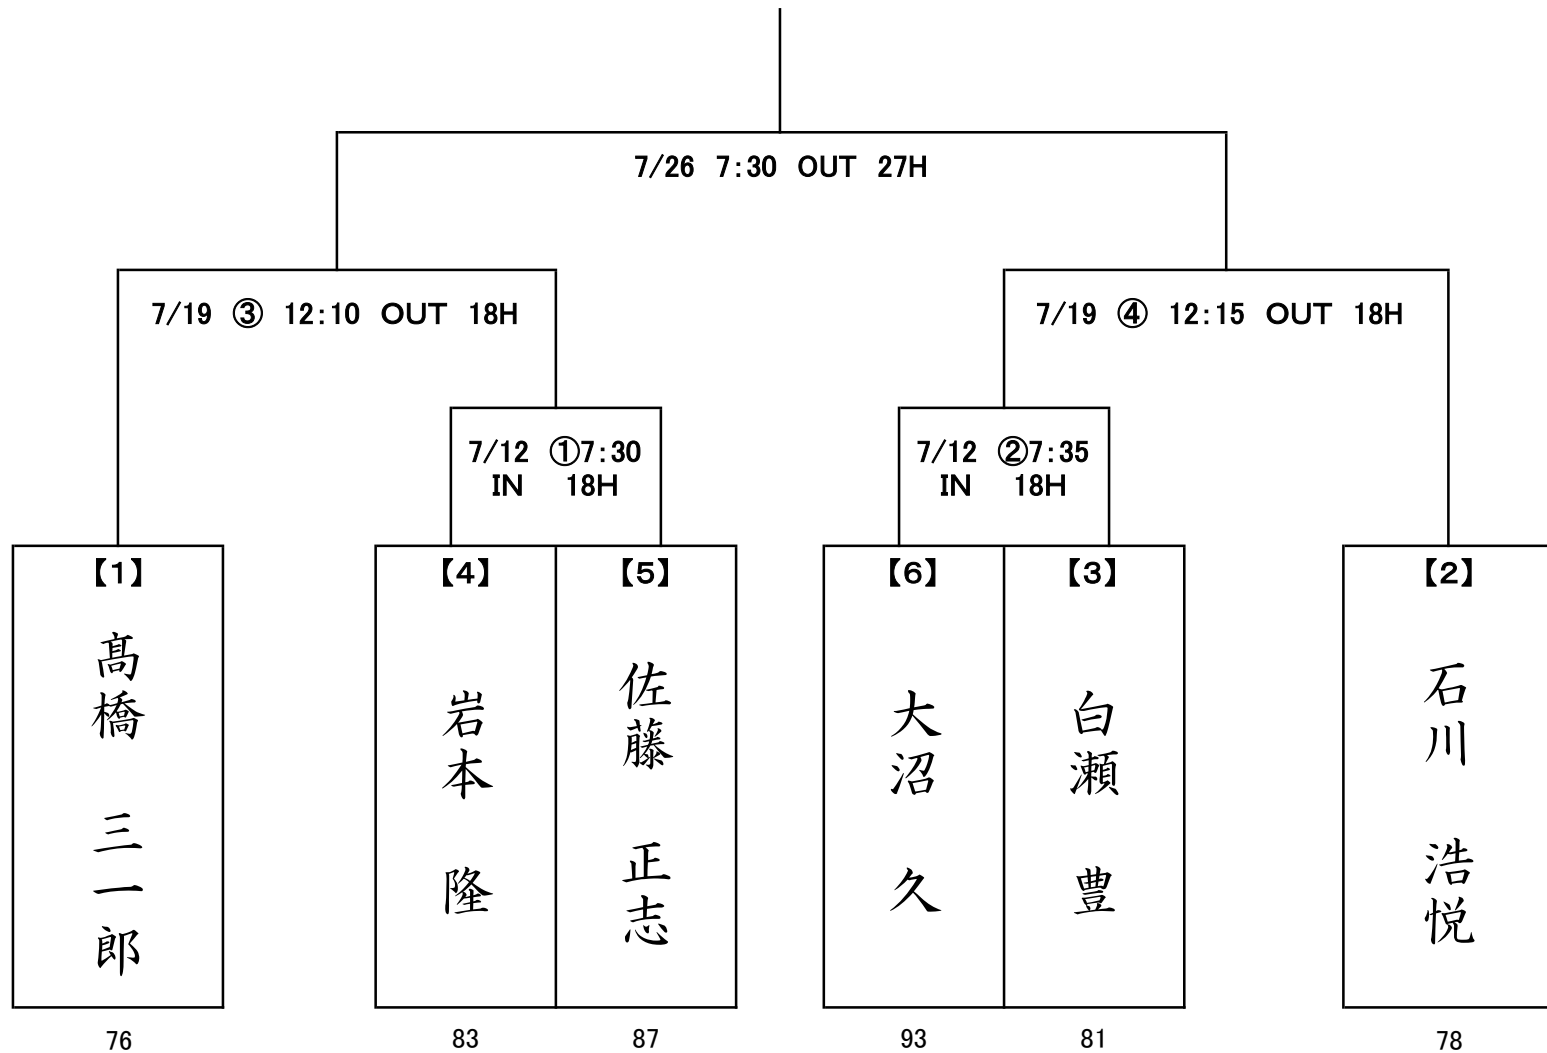 7/26 7:30 OUT 27H
7/19 ③ 12:10 OUT 18H
7/19 ④ 12:15 OUT 18H
7/12 ①7:30
IN 18H
7/12 ②7:35
IN 18H
【1】
髙橋 三一郎
76
【4】
岩本 隆
83
【5】
佐藤 正志
87
【6】
大沼 久
93
【3】
白瀬 豊
81
【2】
石川 浩悦
78